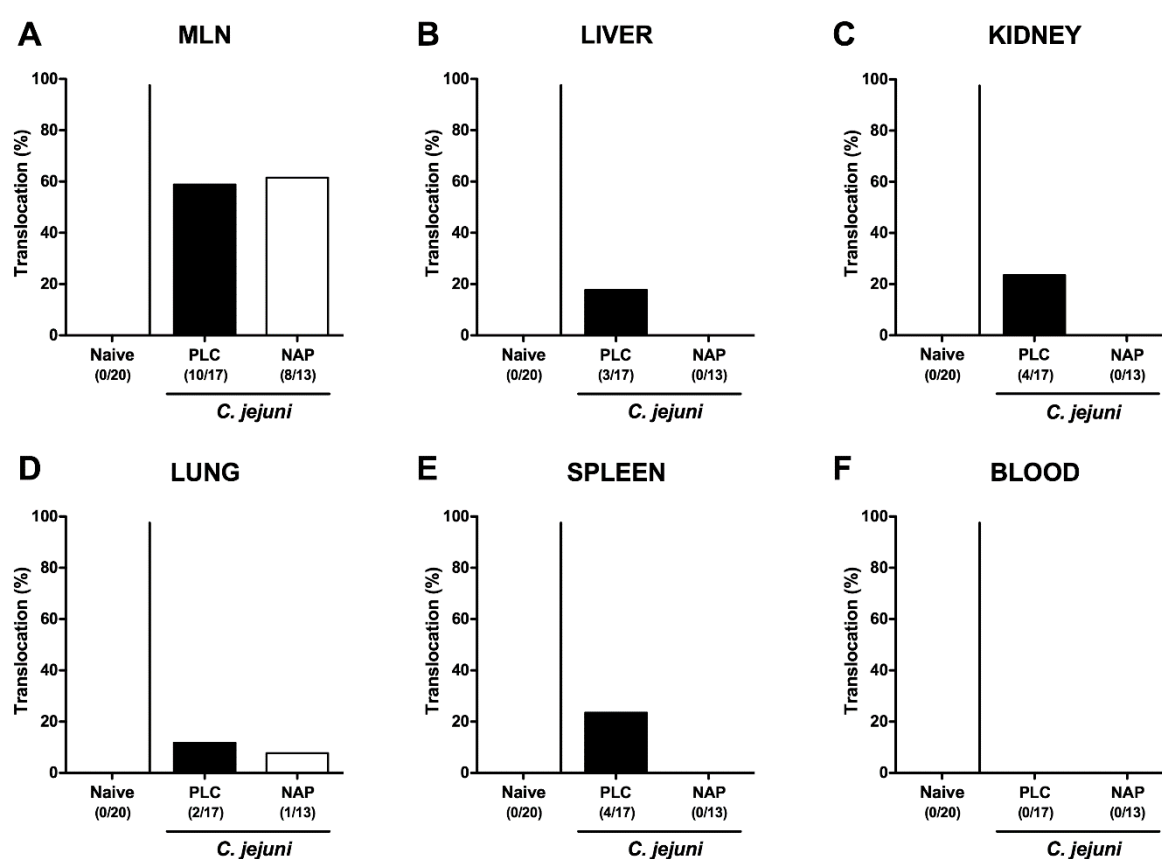 A
MLN
Translocation (%)
100
80
60
40
20
0
Naive
PLC
NAP
(0/20)
(10/17)
(8/13)
C. jejuni
B
LIVER
Translocation (%)
100
80
60
40
20
0
Naive
PLC
NAP
(0/20)
(3/17)
(0/13)
C. jejuni
C
KIDNEY
Translocation (%)
100
80
60
40
20
0
Naive
PLC
NAP
(0/20)
(4/17)
(0/13)
C. jejuni
D
LUNG
Translocation (%)
100
80
60
40
20
0
Naive
PLC
NAP
(0/20)
(2/17)
(1/13)
C. jejuni
E
SPLEEN
Translocation (%)
100
80
60
40
20
0
Naive
PLC
NAP
(0/20)
(4/17)
(0/13)
C. jejuni
F
BLOOD
Translocation (%)
100
80
60
40
20
0
Naive
PLC
NAP
(0/20)
(0/17)
(0/13)
C. jejuni